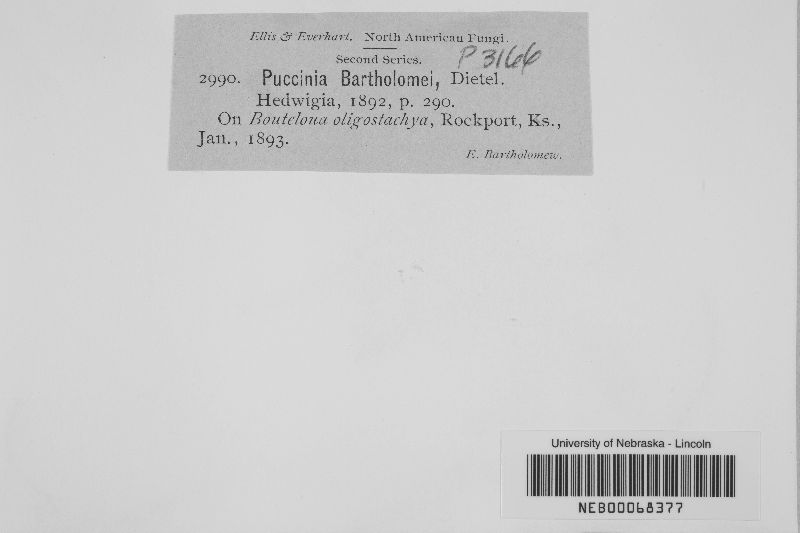 Ellis & Everhart. North American Fungi.
Second Series. P3166
2990. Puccinia Bartholomei, Dietel.
Hedwigia, 1892, p. 290.
On Bouteloua oligostachya, Rockport, Ks.,
Jan., 1893.
E. Bartholomew.
University of Nebraska - Lincoln
NEB00068377